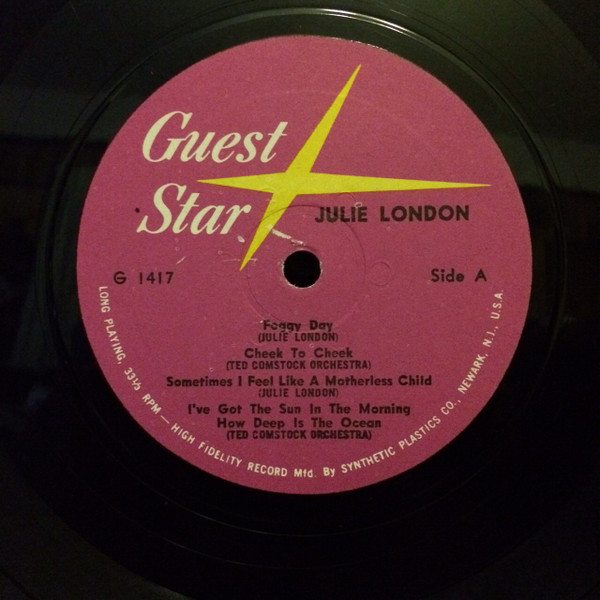 Guest
Star
JULIE LONDON
G 1417
Side A
Foggy Day
(JULIE LONDON)
Cheek To Cheek
(TED COMSTOCK ORCHESTRA)
Sometimes I Feel Like A Motherless Child
(JULIE LONDON)
I've Got The Sun In The Morning
How Deep Is The Ocean
(TED COMSTOCK ORCHESTRA)
LONG PLAYING, 33⅓ RPM — HIGH FIDELITY RECORD Mfd. By SYNTHETIC PLASTICS CO., NEWARK, N.J., U.S.A.